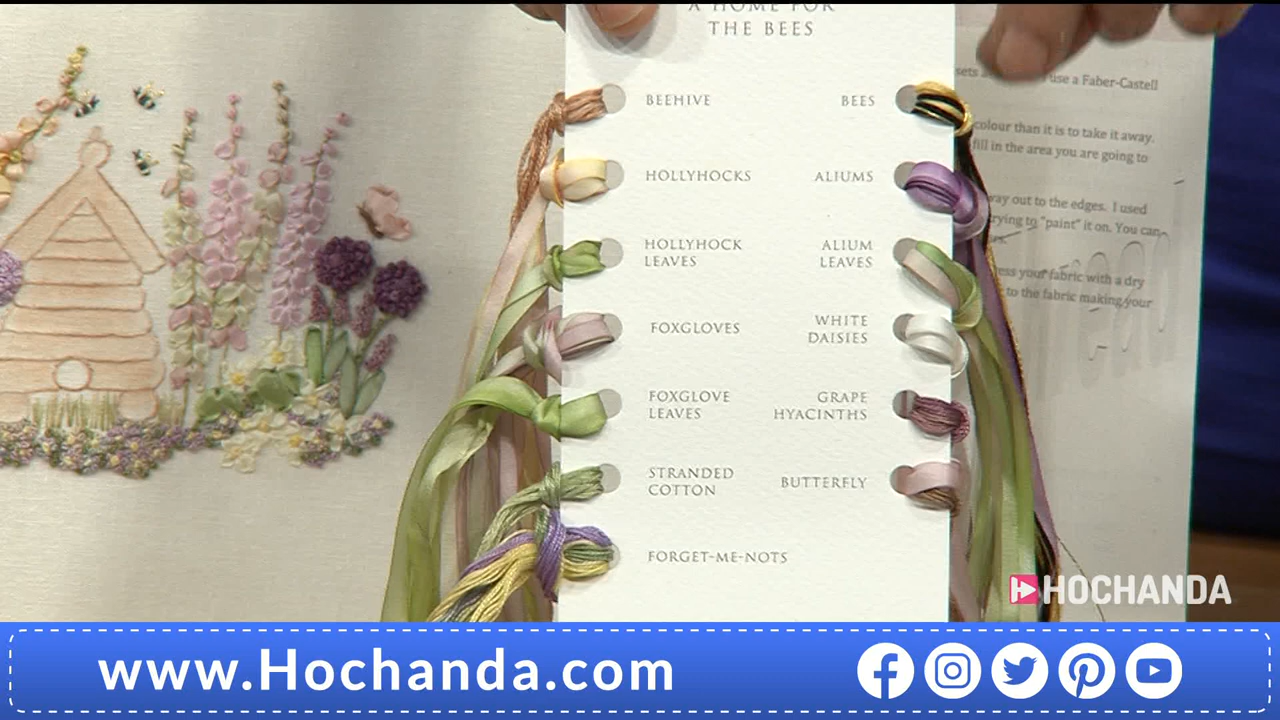 A HOME FOR
THE BEES
BEEHIVE
BEES
HOLLYHOCKS
ALIUMS
HOLLYHOCK
LEAVES
ALIUM
LEAVES
FOXGLOVES
WHITE
DAISIES
FOXGLOVE
LEAVES
GRAPE
HYACINTHS
STRANDED
COTTON
BUTTERFLY
FORGET-ME-NOTS
sets use a Faber-Castell
colour than it is to take it away.
fill in the area you are going to
way out to the edges. I used
trying to "paint" it on. You can
your fabric with a dry
to the fabric making your
HOCHANDA
www.Hochanda.com